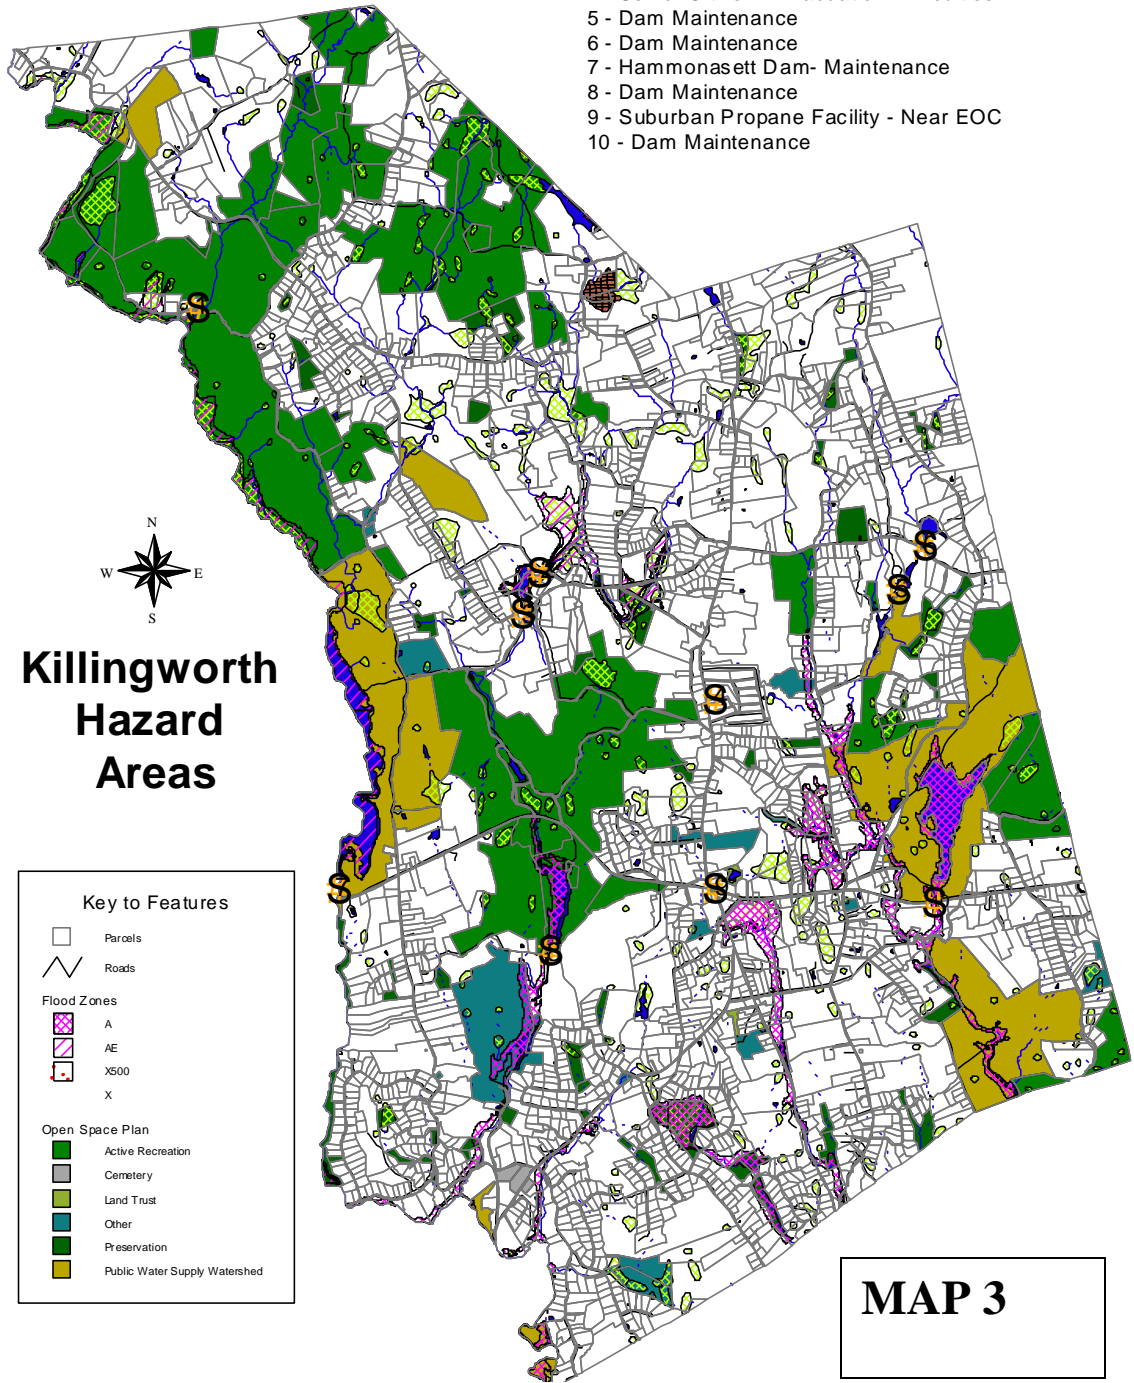 5 - Dam Maintenance
6 - Dam Maintenance
7 - Hammonasett Dam- Maintenance
8 - Dam Maintenance
9 - Suburban Propane Facility - Near EOC
10 - Dam Maintenance
N
W E
S
Killingworth
Hazard
Areas
Key to Features
Parcels
Roads
Flood Zones
A
AE
X500
X
Open Space Plan
Active Recreation
Cemetery
Land Trust
Other
Preservation
Public Water Supply Watershed
S
S
S
S
S
S
S
S
S
S
MAP 3